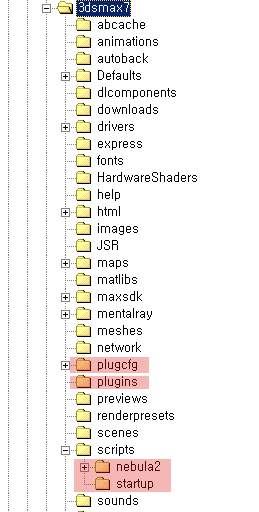 3dsmax7
abcache
animations
autoback
Defaults
dlcomponents
downloads
drivers
express
fonts
HardwareShaders
help
html
images
JSR
maps
matlibs
maxsdk
mentalray
meshes
network
plugcfg
plugins
previews
renderpresets
scenes
scripts
nebula2
startup
sounds